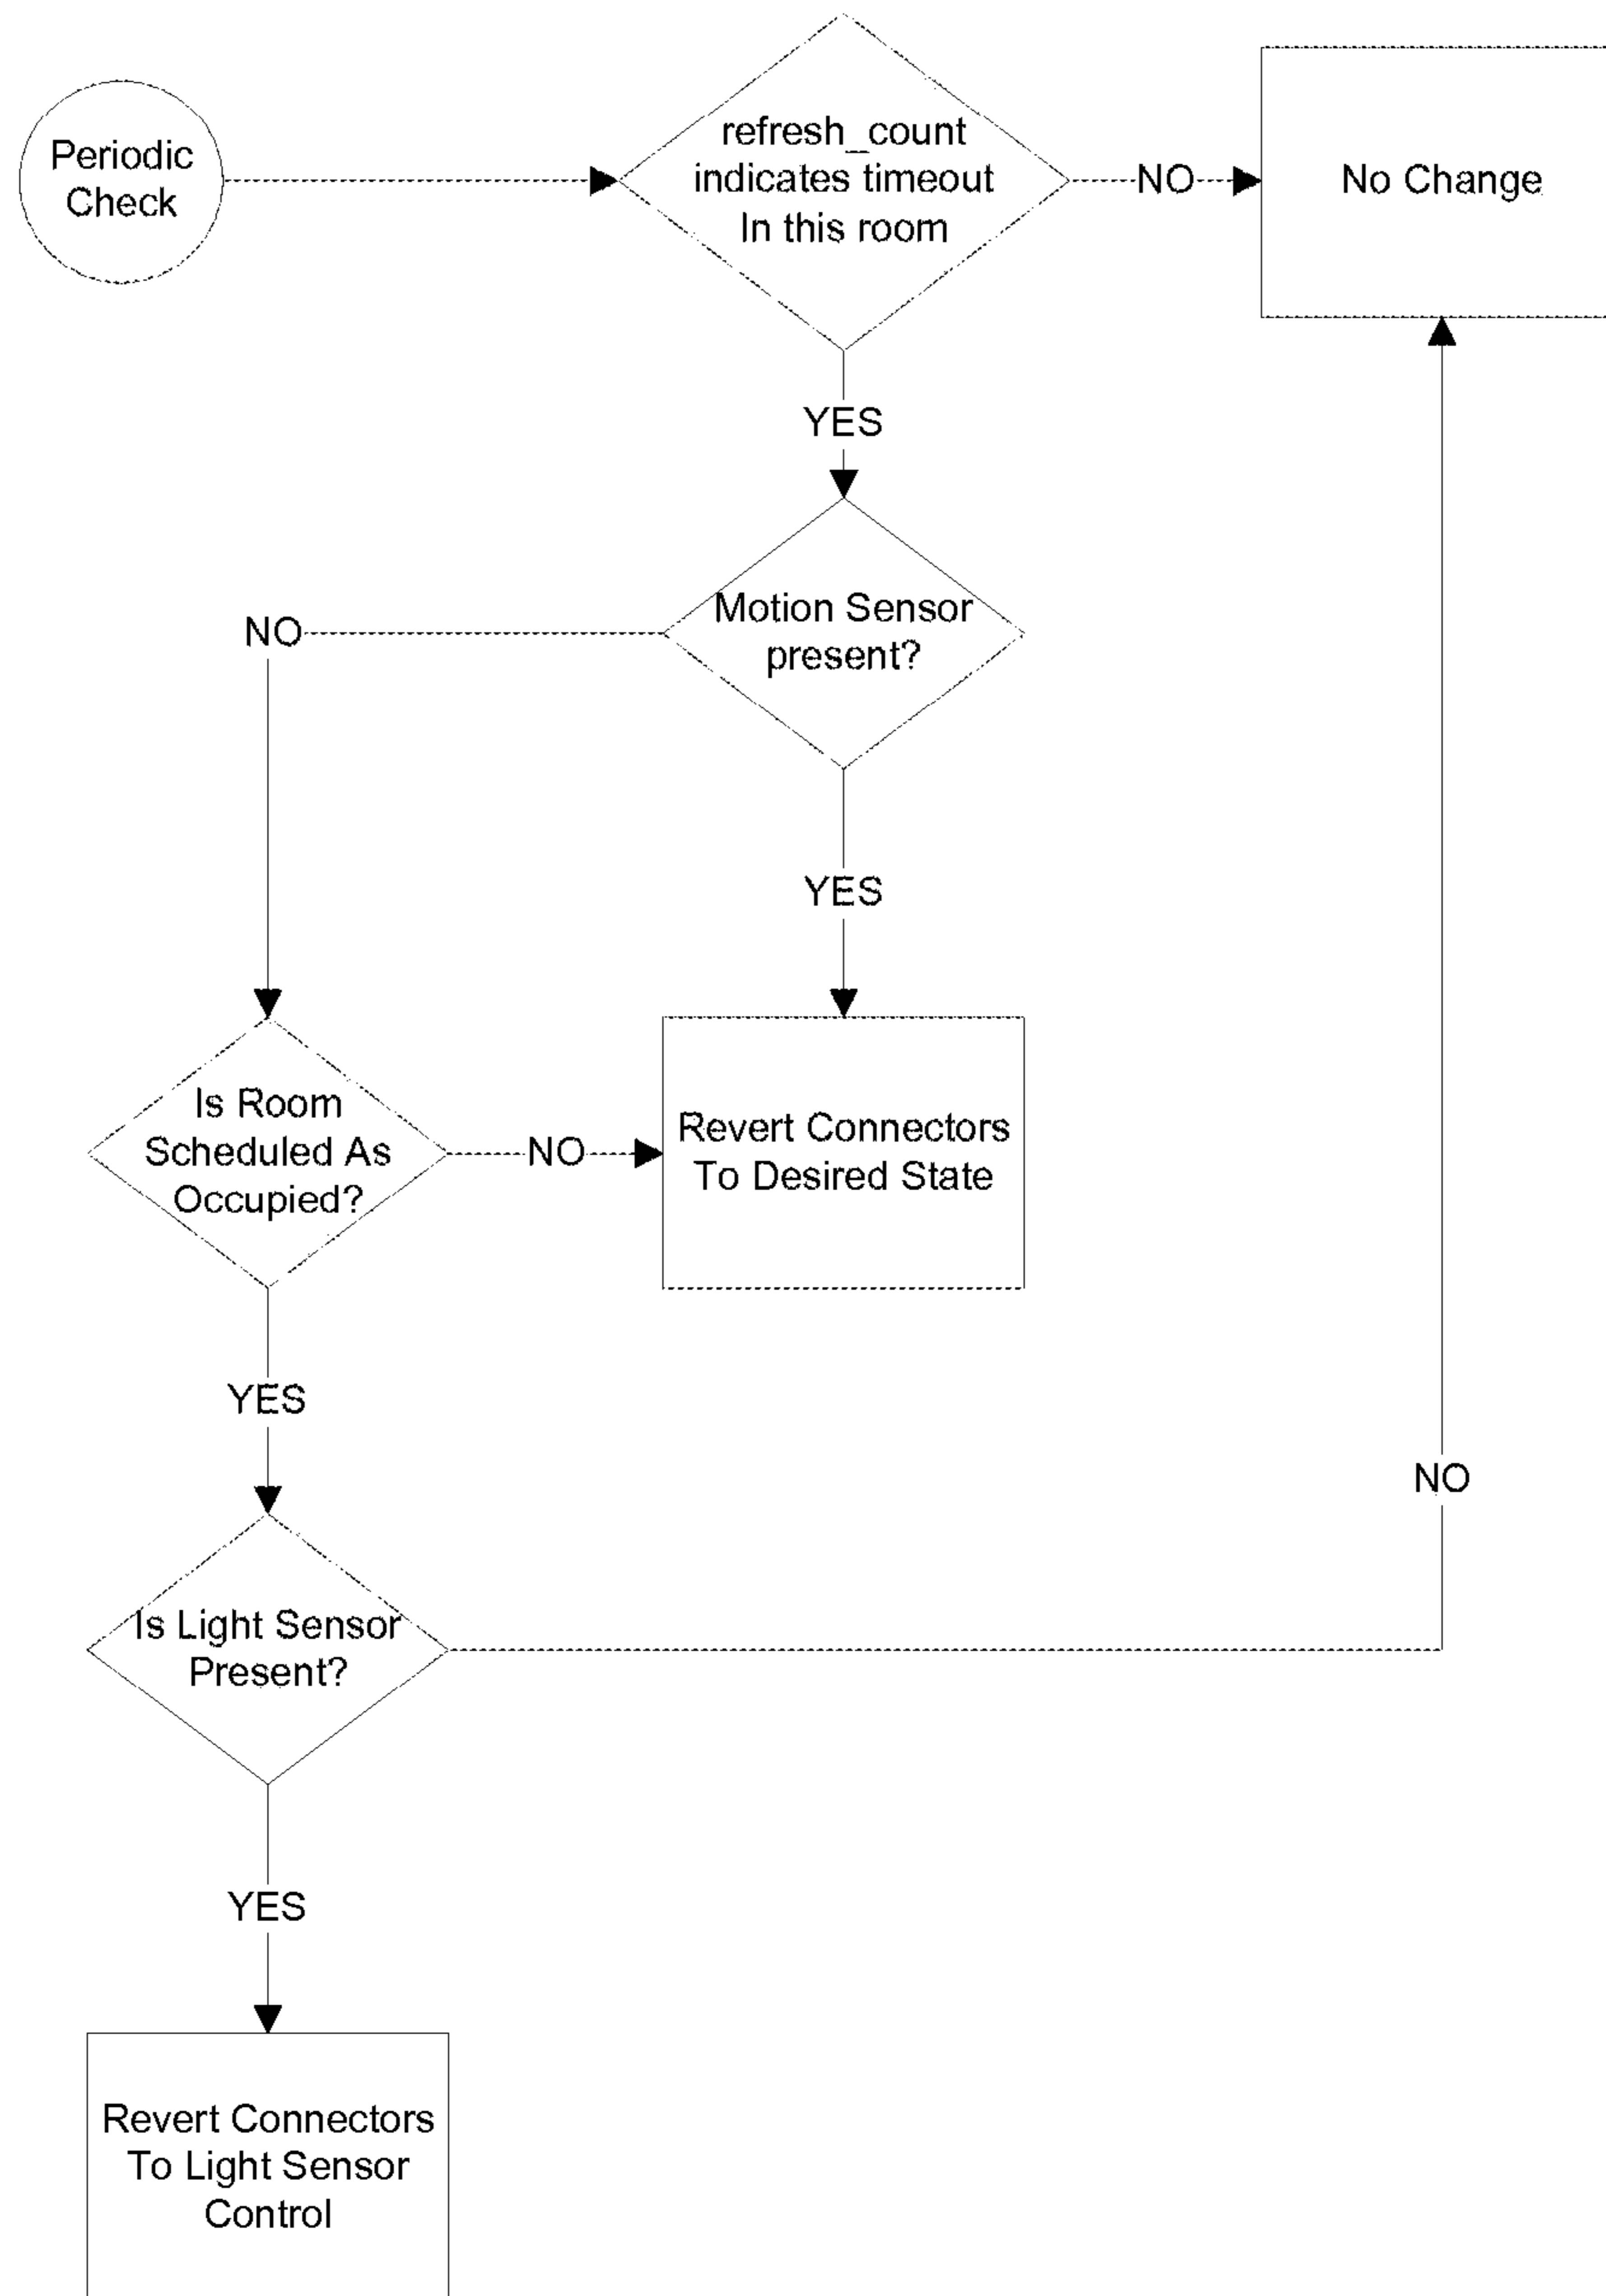 Periodic
Check
refresh_count
indicates timeout
In this room
NO
No Change
YES
Motion Sensor
present?
NO
YES
Is Room
Scheduled As
Occupied?
NO
Revert Connectors
To Desired State
YES
NO
Is Light Sensor
Present?
YES
Revert Connectors
To Light Sensor
Control